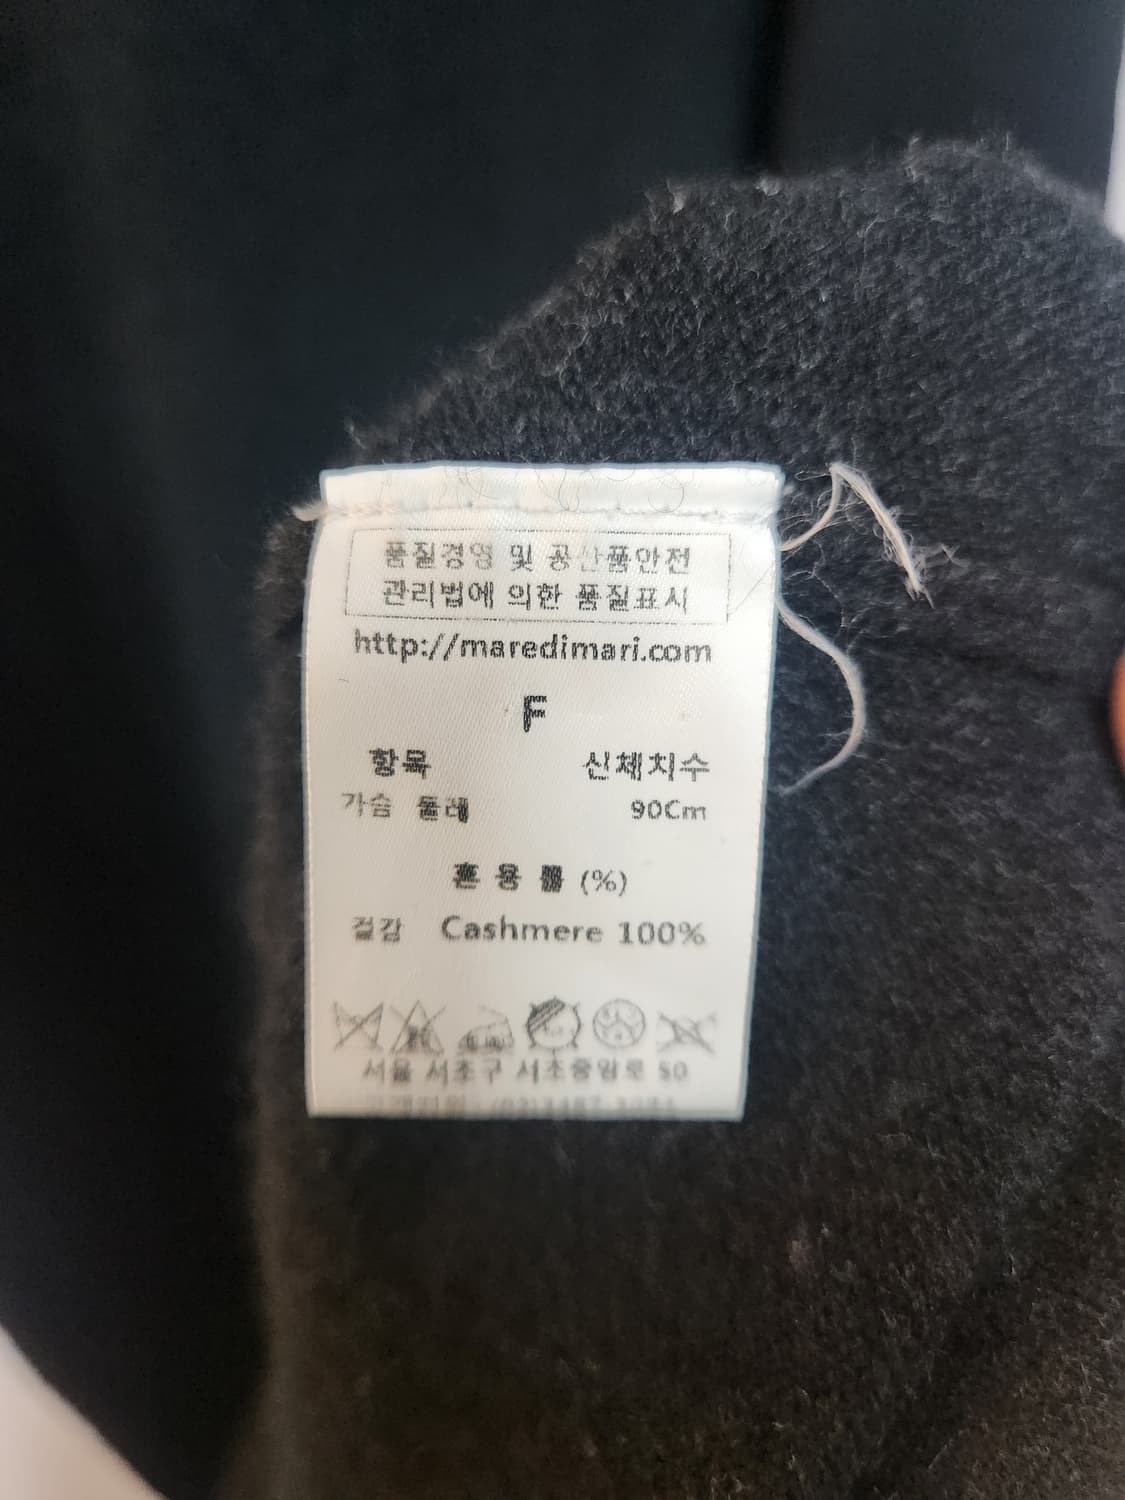 품질경영 및 공산품안전
관리법에 의한 품질표시
http://maredimari.com
F
항목 신체치수
가슴 둘레 90Cm
혼 용 률 (%)
겉감 Cashmere 100%
서울 서초구 서초중앙로 50